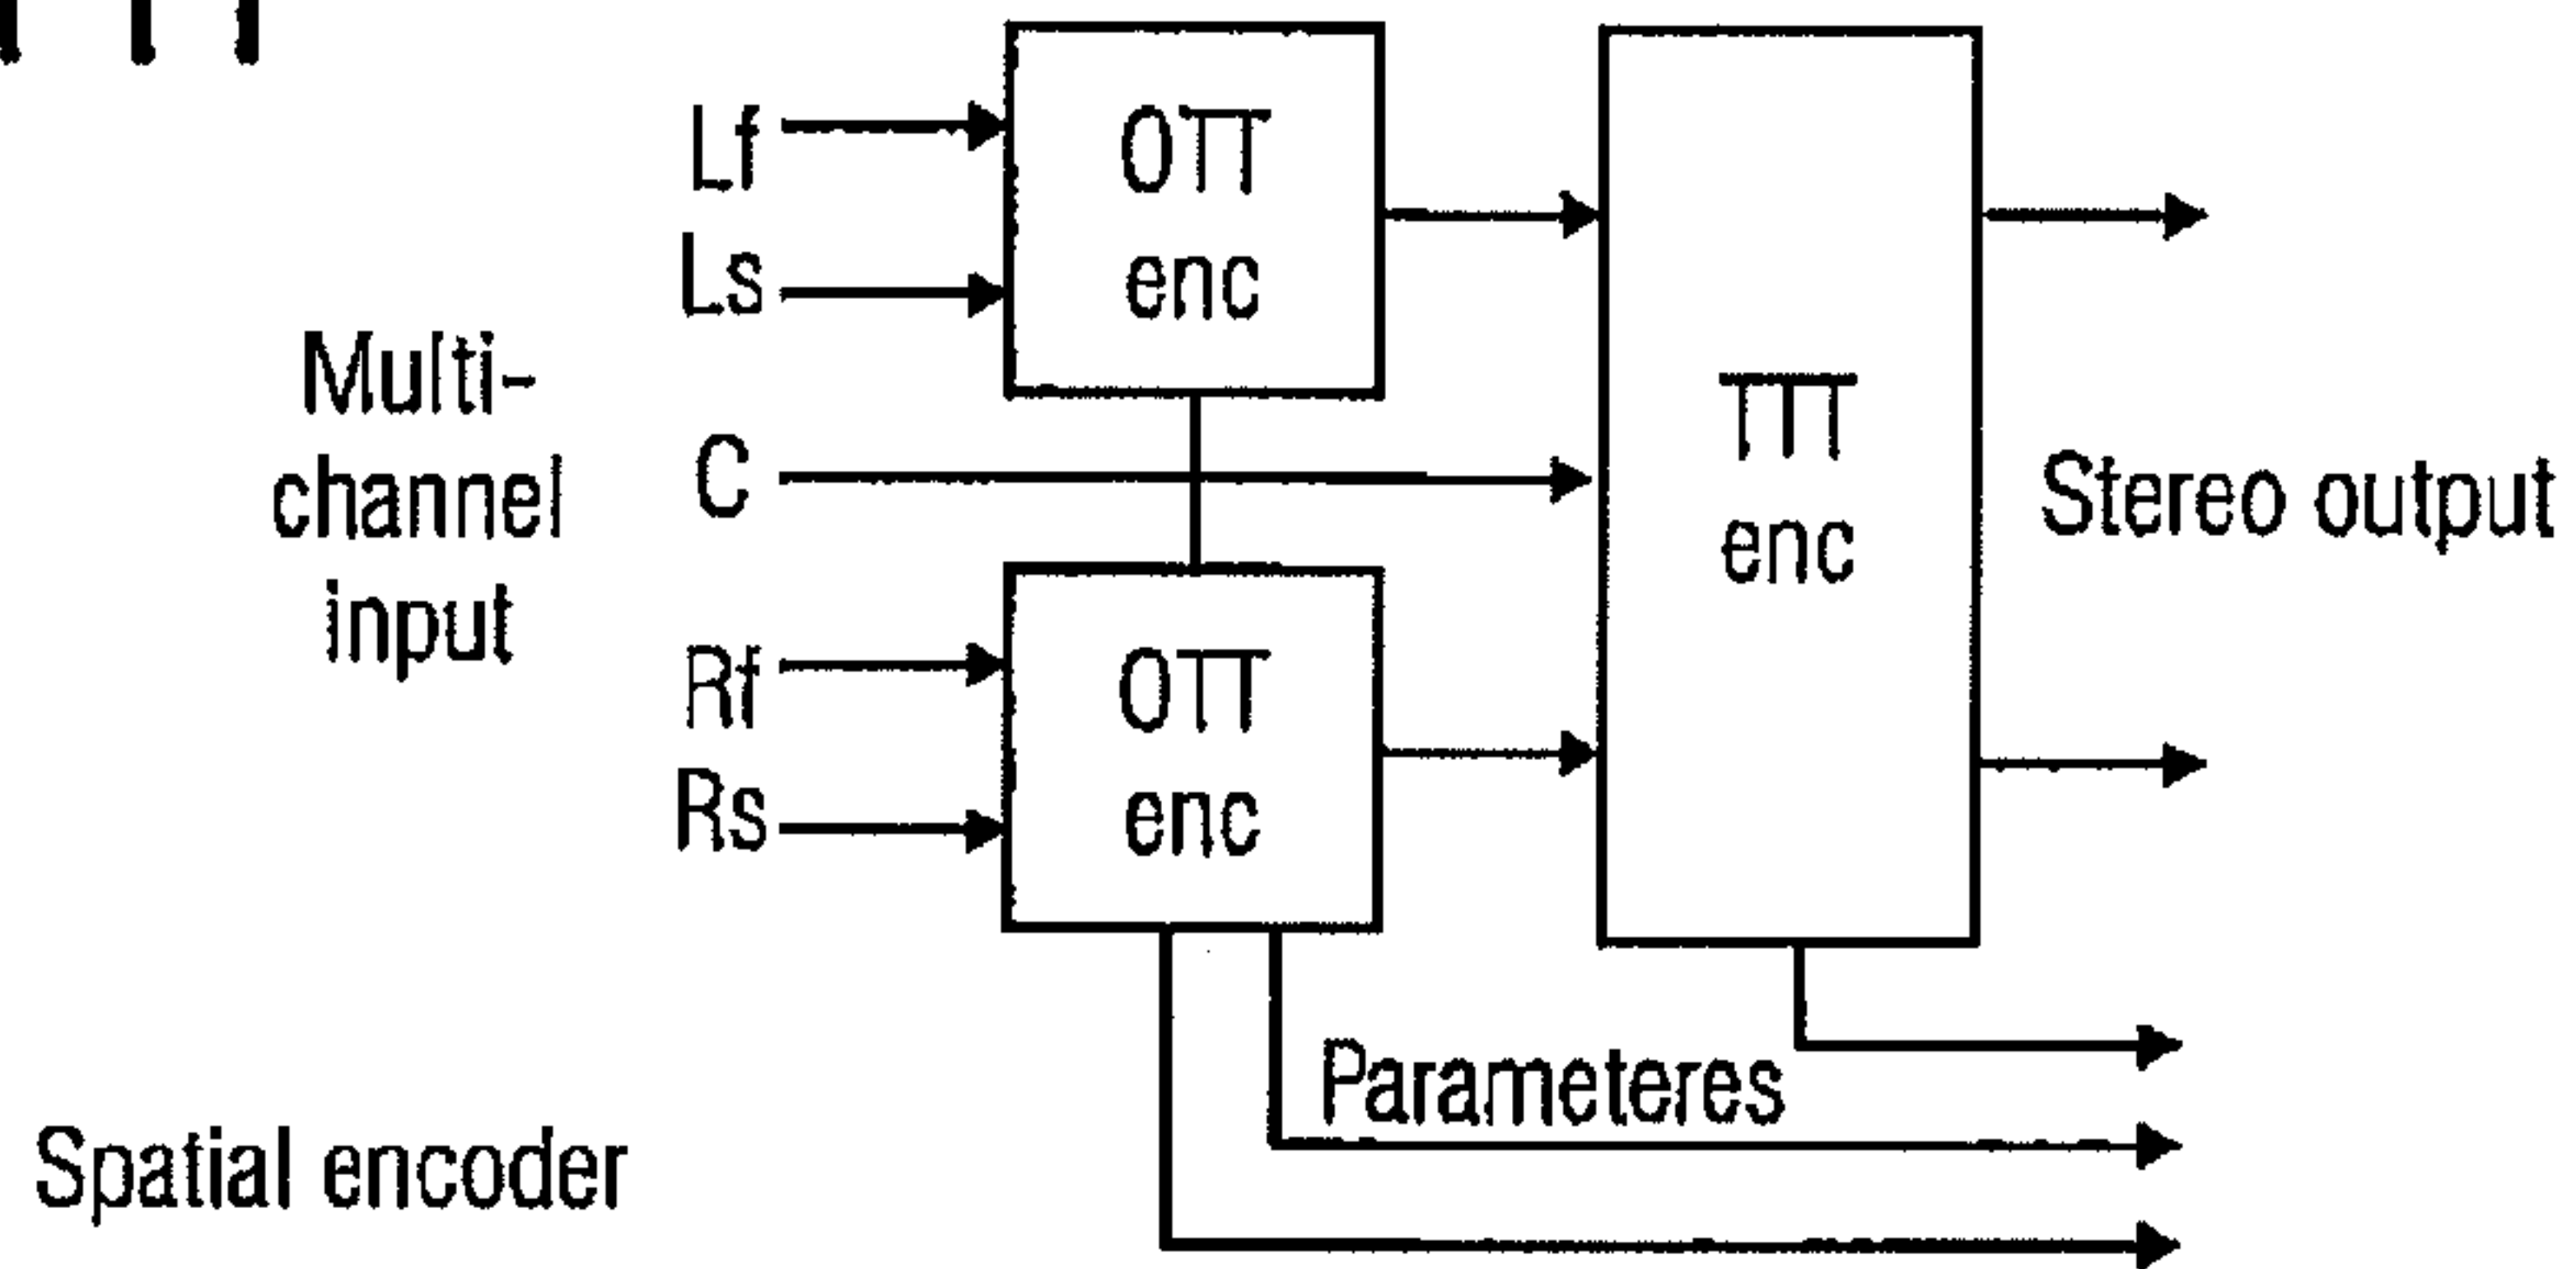 Lf
OTT
enc
Ls
Multi-
channel
input
C
TTT
enc
Stereo output
Rf
OTT
enc
Rs
Parameteres
Spatial encoder